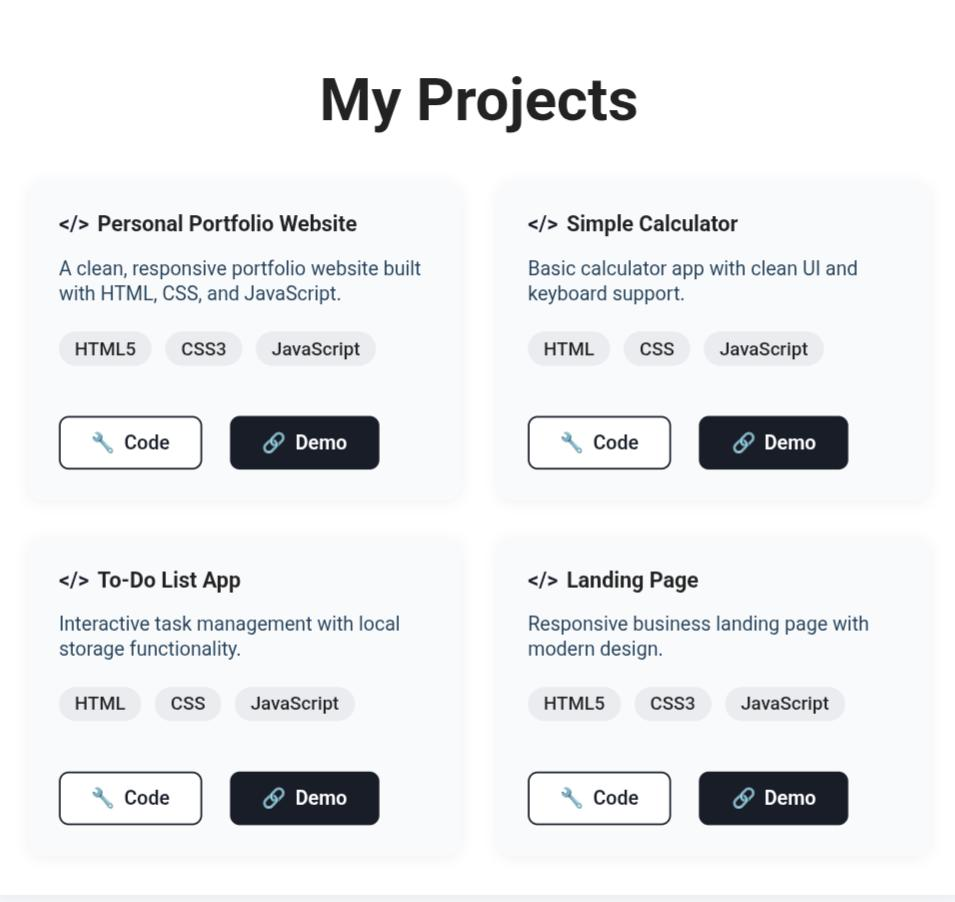 My Projects
</> Personal Portfolio Website
A clean, responsive portfolio website built
with HTML, CSS, and JavaScript.
HTML5 CSS3 JavaScript
🔧 Code 🔗 Demo
</> Simple Calculator
Basic calculator app with clean UI and
keyboard support.
HTML CSS JavaScript
🔧 Code 🔗 Demo
</> To-Do List App
Interactive task management with local
storage functionality.
HTML CSS JavaScript
🔧 Code 🔗 Demo
</> Landing Page
Responsive business landing page with
modern design.
HTML5 CSS3 JavaScript
🔧 Code 🔗 Demo